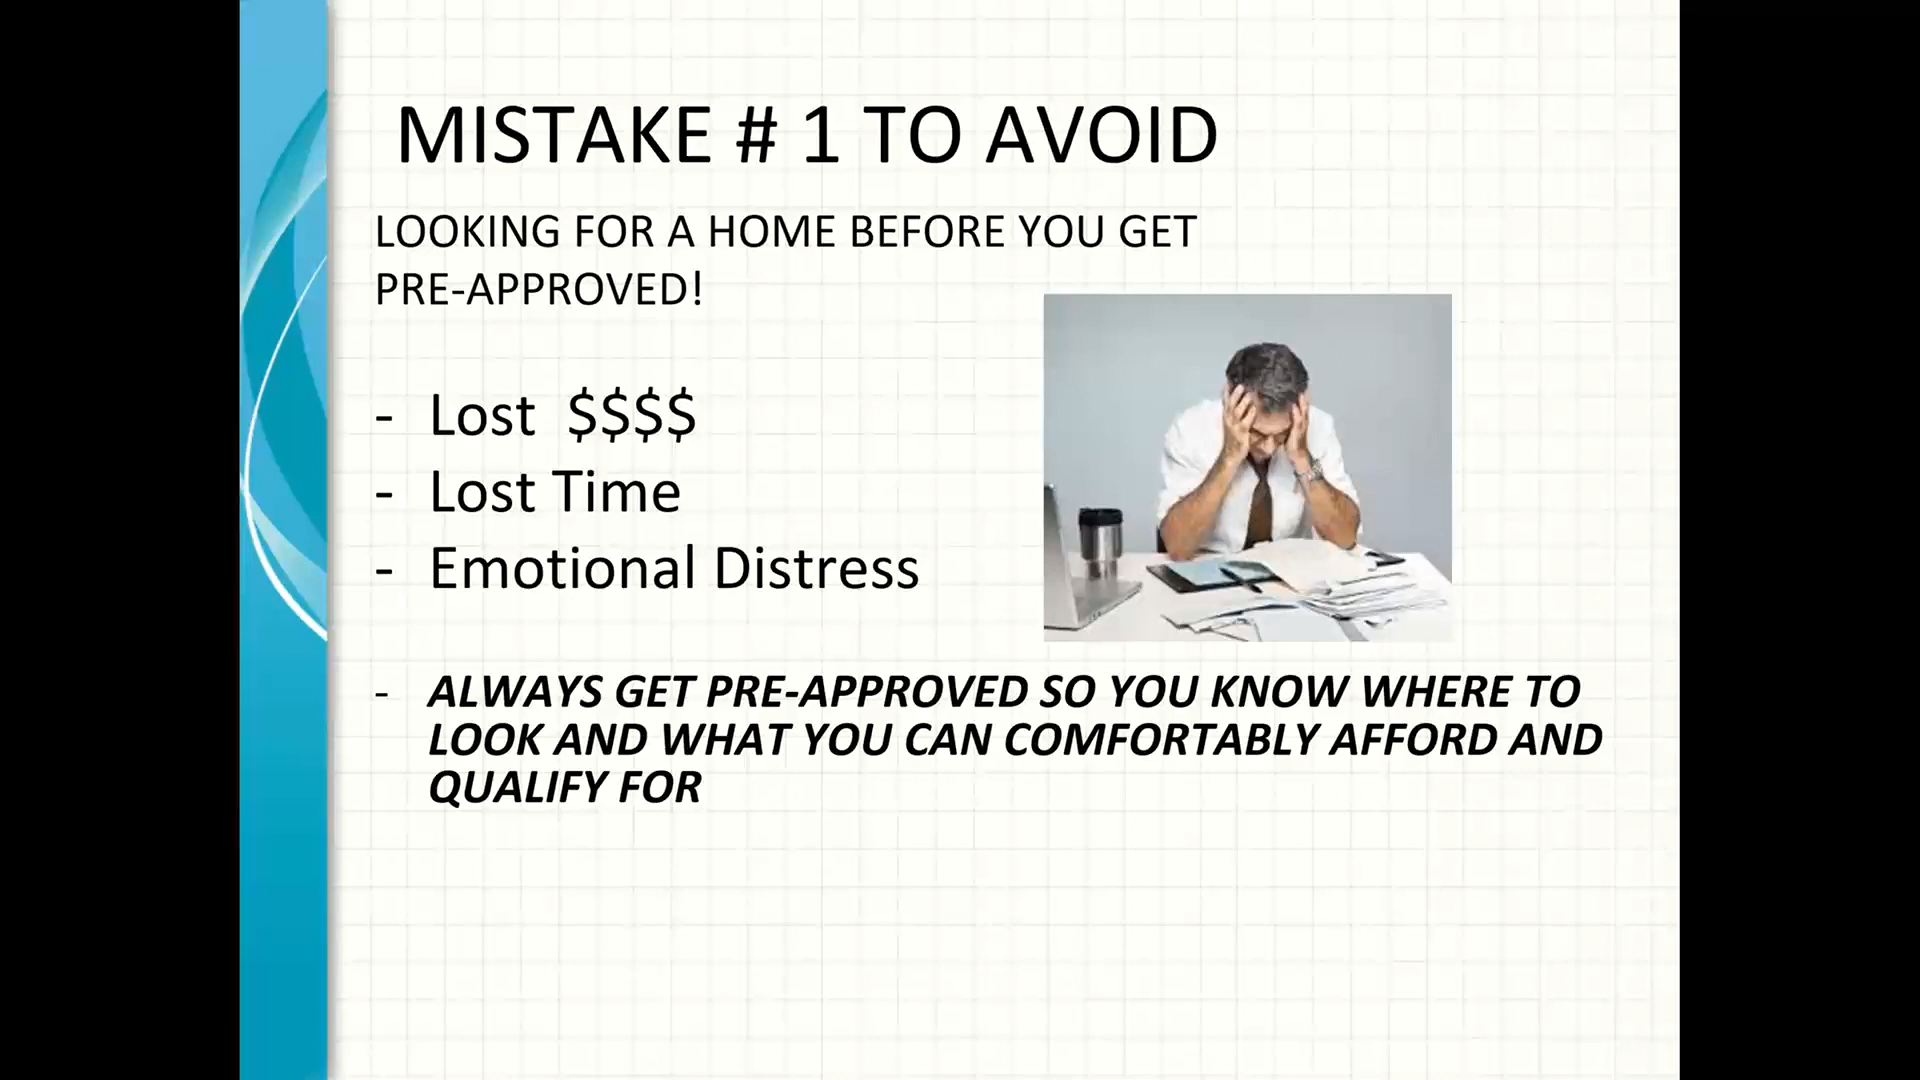 MISTAKE # 1 TO AVOID
LOOKING FOR A HOME BEFORE YOU GET
PRE-APPROVED!
- Lost $$$$
- Lost Time
- Emotional Distress
- ALWAYS GET PRE-APPROVED SO YOU KNOW WHERE TO
LOOK AND WHAT YOU CAN COMFORTABLY AFFORD AND
QUALIFY FOR